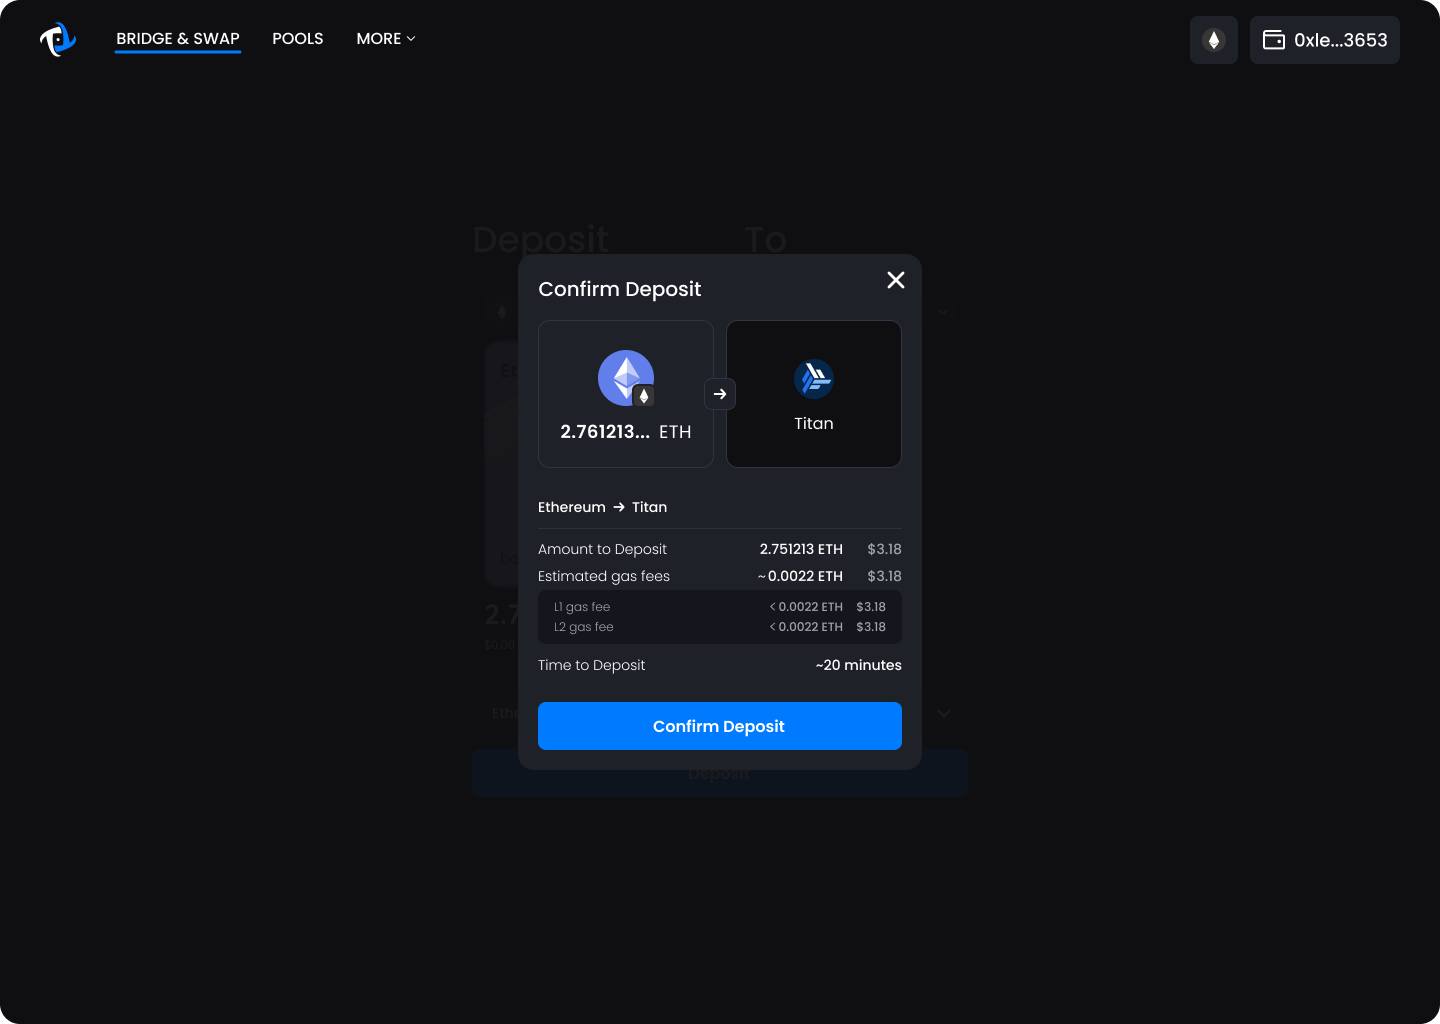 BRIDGE & SWAP POOLS MORE 0xle...3653
Deposit To
Confirm Deposit
2.761213... ETH
Titan
Ethereum → Titan
Amount to Deposit 2.751213 ETH $3.18
Estimated gas fees ~0.0022 ETH $3.18
L1 gas fee < 0.0022 ETH $3.18
L2 gas fee < 0.0022 ETH $3.18
$0.00
Time to Deposit ~20 minutes
Confirm Deposit
Deposit